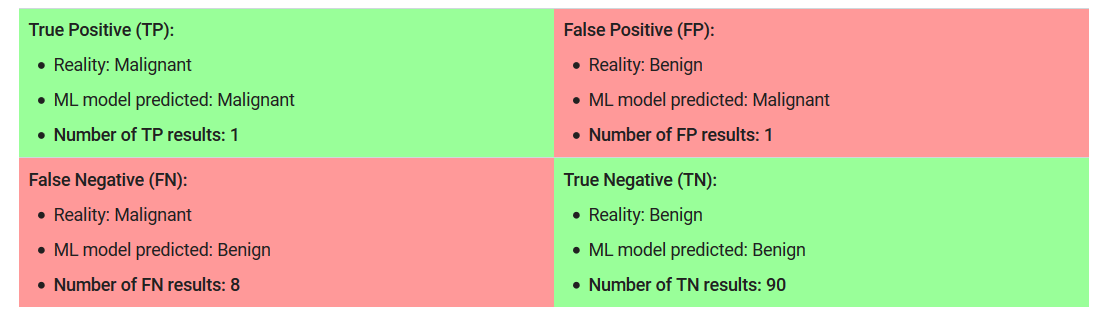 True Positive (TP):
• Reality: Malignant
• ML model predicted: Malignant
• Number of TP results: 1
False Positive (FP):
• Reality: Benign
• ML model predicted: Malignant
• Number of FP results: 1
False Negative (FN):
• Reality: Malignant
• ML model predicted: Benign
• Number of FN results: 8
True Negative (TN):
• Reality: Benign
• ML model predicted: Benign
• Number of TN results: 90